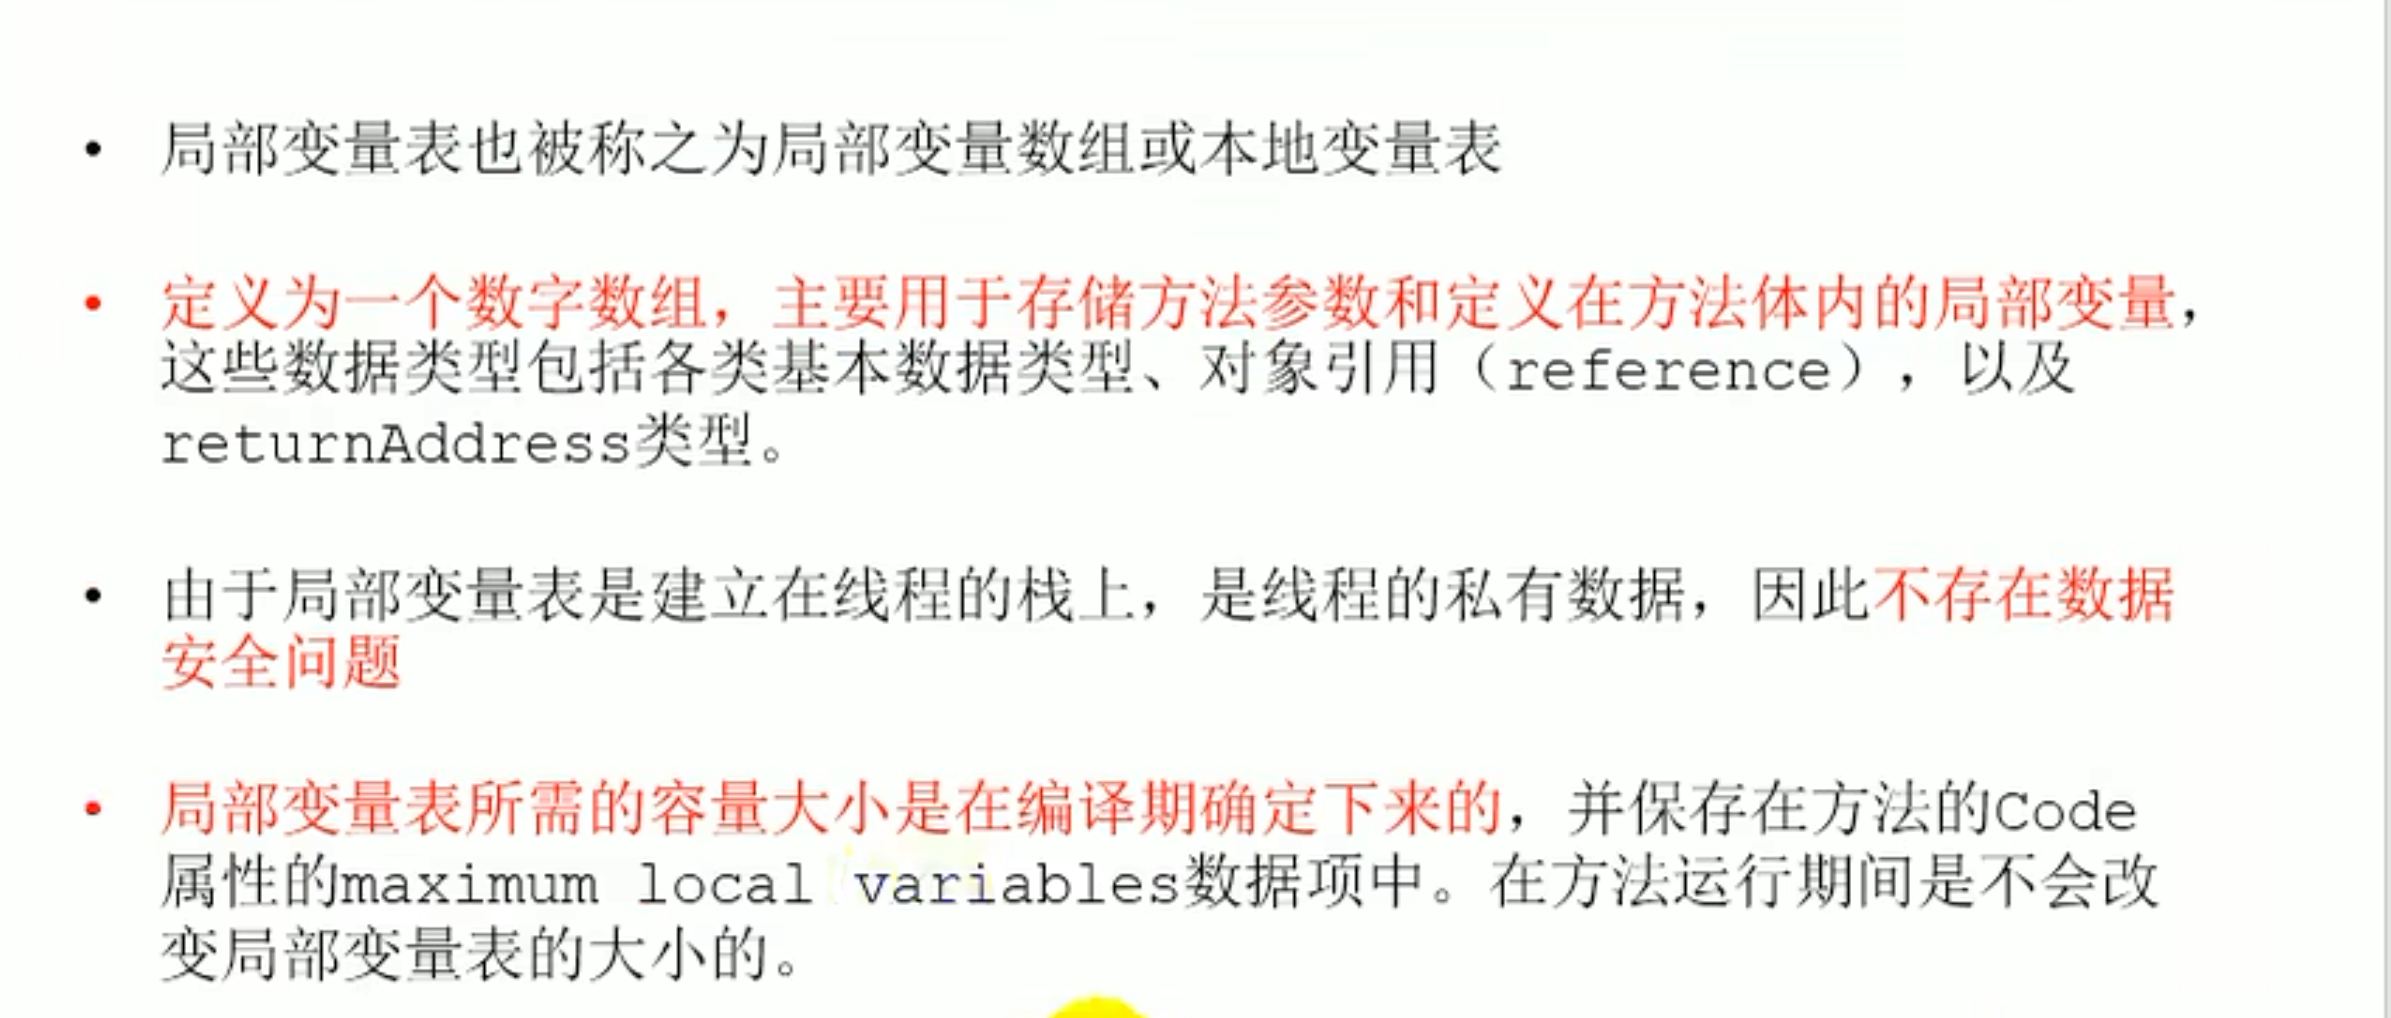 • 局部变量表也被称之为局部变量数组或本地变量表
• 定义为一个数字数组，主要用于存储方法参数和定义在方法体内的局部变量，
这些数据类型包括各类基本数据类型、对象引用（reference），以及
returnAddress类型。
• 由于局部变量表是建立在线程的栈上，是线程的私有数据，因此不存在数据
安全问题
• 局部变量表所需的容量大小是在编译期确定下来的，并保存在方法的Code
属性的maximum local variables数据项中。在方法运行期间是不会改
变局部变量表的大小的。